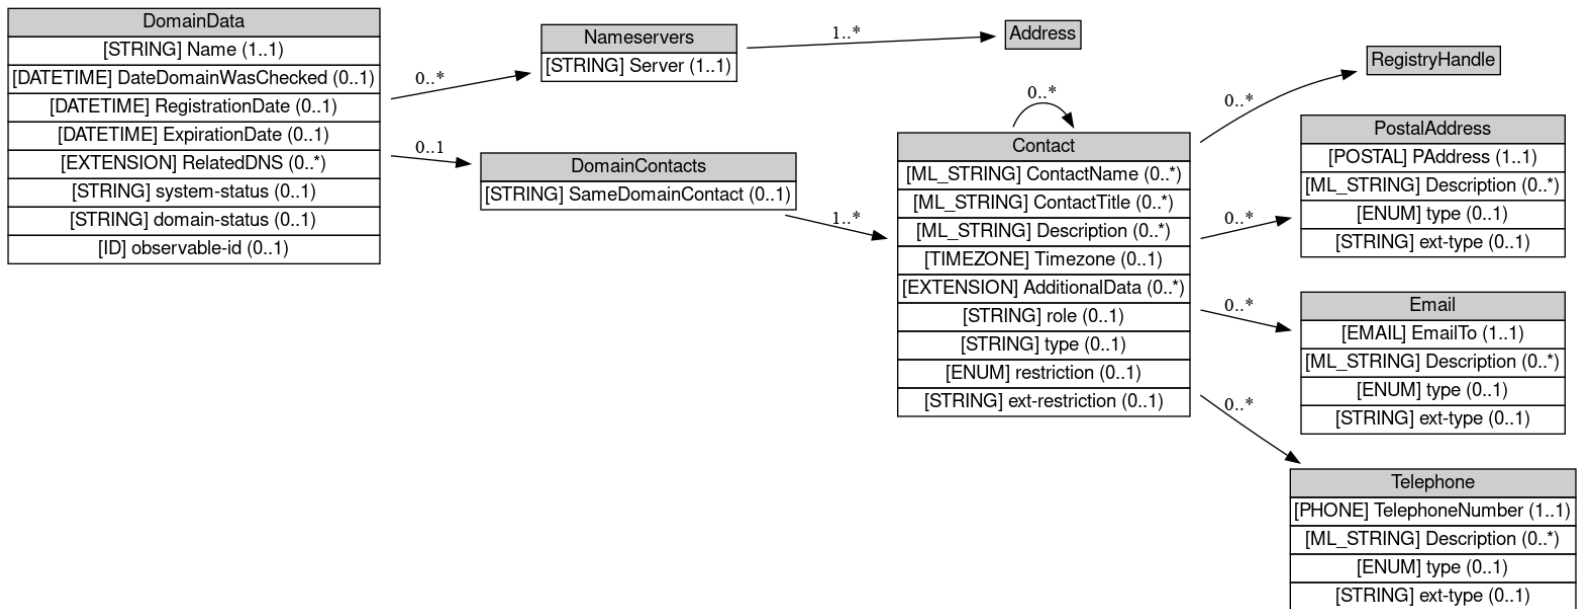 DomainData
[STRING] Name (1..1)
[DATETIME] DateDomainWasChecked (0..1)
[DATETIME] RegistrationDate (0..1)
[DATETIME] ExpirationDate (0..1)
[EXTENSION] RelatedDNS (0..*)
[STRING] system-status (0..1)
[STRING] domain-status (0..1)
[ID] observable-id (0..1)
0..*
0..1
Nameservers
[STRING] Server (1..1)
DomainContacts
[STRING] SameDomainContact (0..1)
1..*
1..*
Address
0..*
Contact
[ML_STRING] ContactName (0..*)
[ML_STRING] ContactTitle (0..*)
[ML_STRING] Description (0..*)
[TIMEZONE] Timezone (0..1)
[EXTENSION] AdditionalData (0..*)
[STRING] role (0..1)
[STRING] type (0..1)
[ENUM] restriction (0..1)
[STRING] ext-restriction (0..1)
0..*
0..*
0..*
0..*
RegistryHandle
PostalAddress
[POSTAL] PAddress (1..1)
[ML_STRING] Description (0..*)
[ENUM] type (0..1)
[STRING] ext-type (0..1)
Email
[EMAIL] EmailTo (1..1)
[ML_STRING] Description (0..*)
[ENUM] type (0..1)
[STRING] ext-type (0..1)
Telephone
[PHONE] TelephoneNumber (1..1)
[ML_STRING] Description (0..*)
[ENUM] type (0..1)
[STRING] ext-type (0..1)